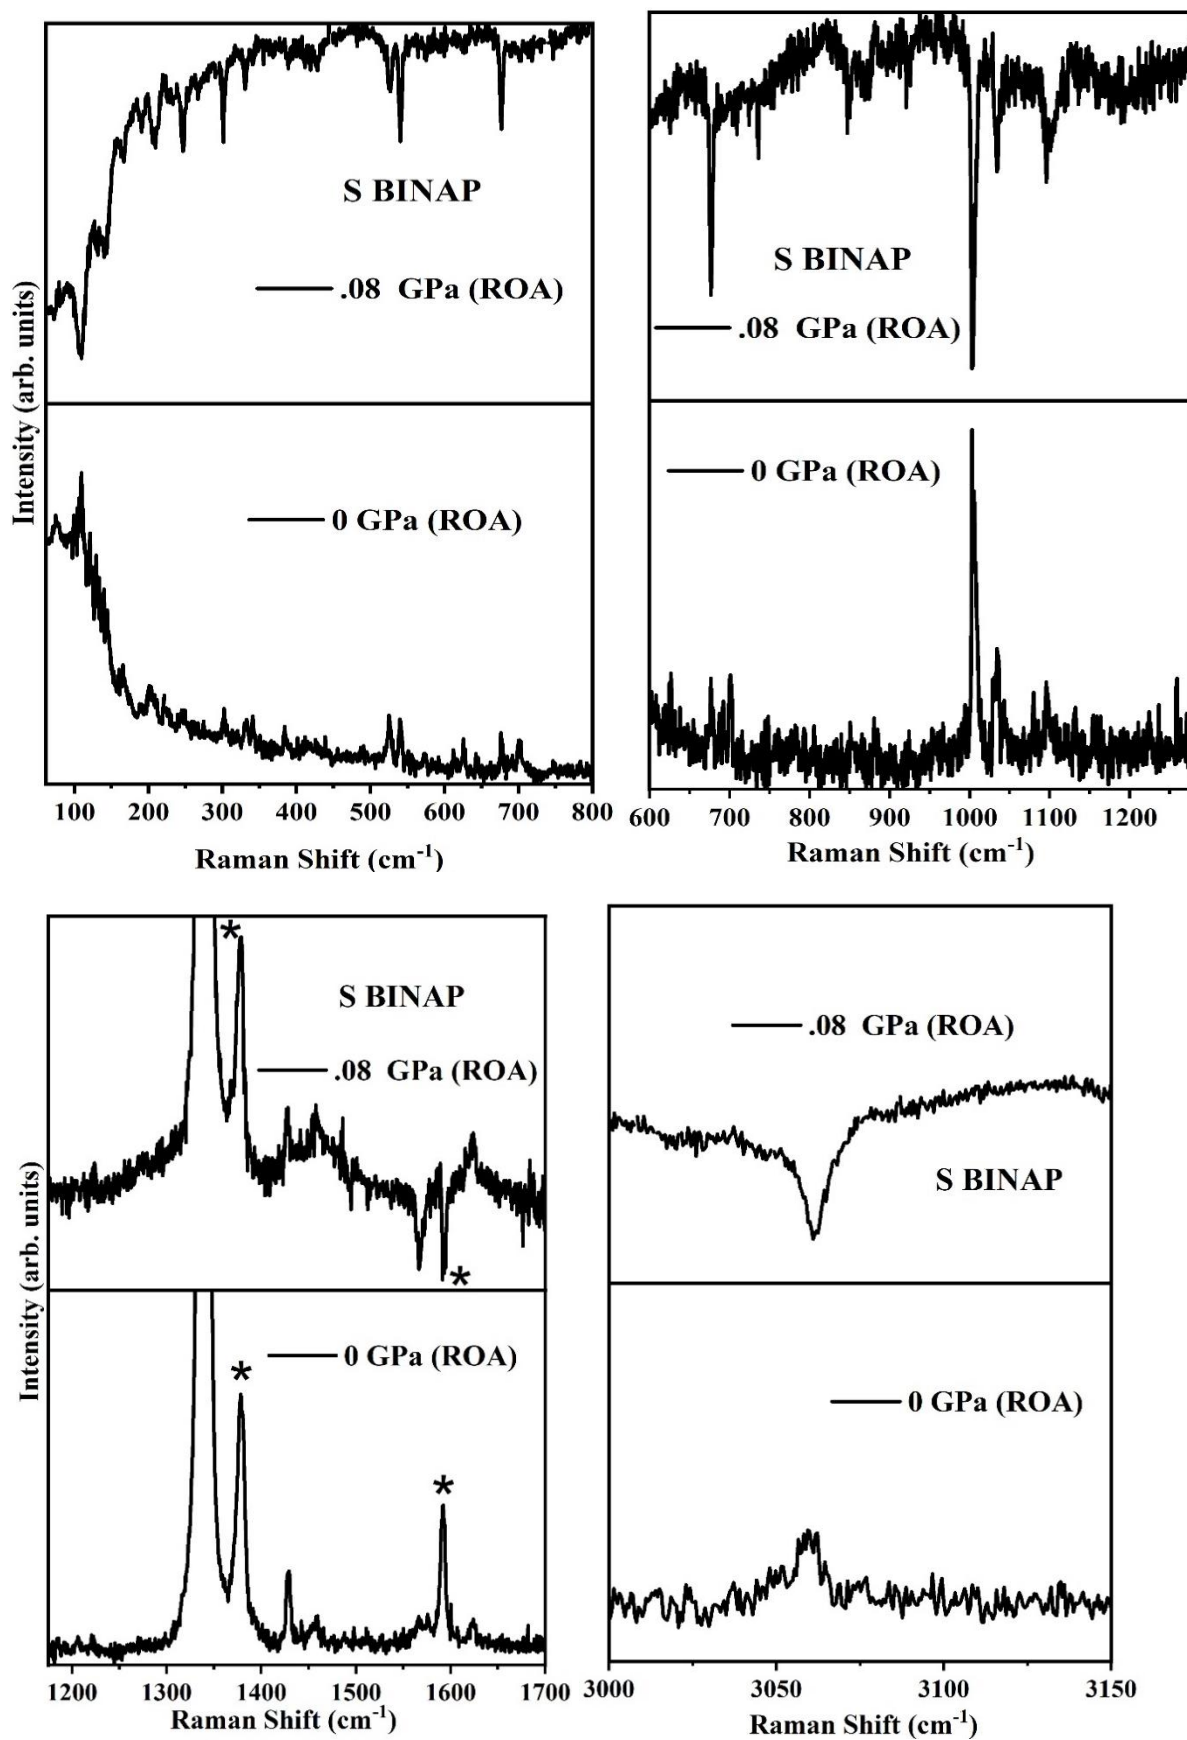 S BINAP
.08 GPa (ROA)
0 GPa (ROA)
Intensity (arb. units)
100 200 300 400 500 600 700 800
Raman Shift (cm-1)
S BINAP
.08 GPa (ROA)
0 GPa (ROA)
600 700 800 900 1000 1100 1200
Raman Shift (cm-1)
*
S BINAP
.08 GPa (ROA)
*
0 GPa (ROA)
*
*
Intensity (arb. units)
1200 1300 1400 1500 1600 1700
Raman Shift (cm-1)
.08 GPa (ROA)
S BINAP
0 GPa (ROA)
3000 3050 3100 3150
Raman Shift (cm-1)